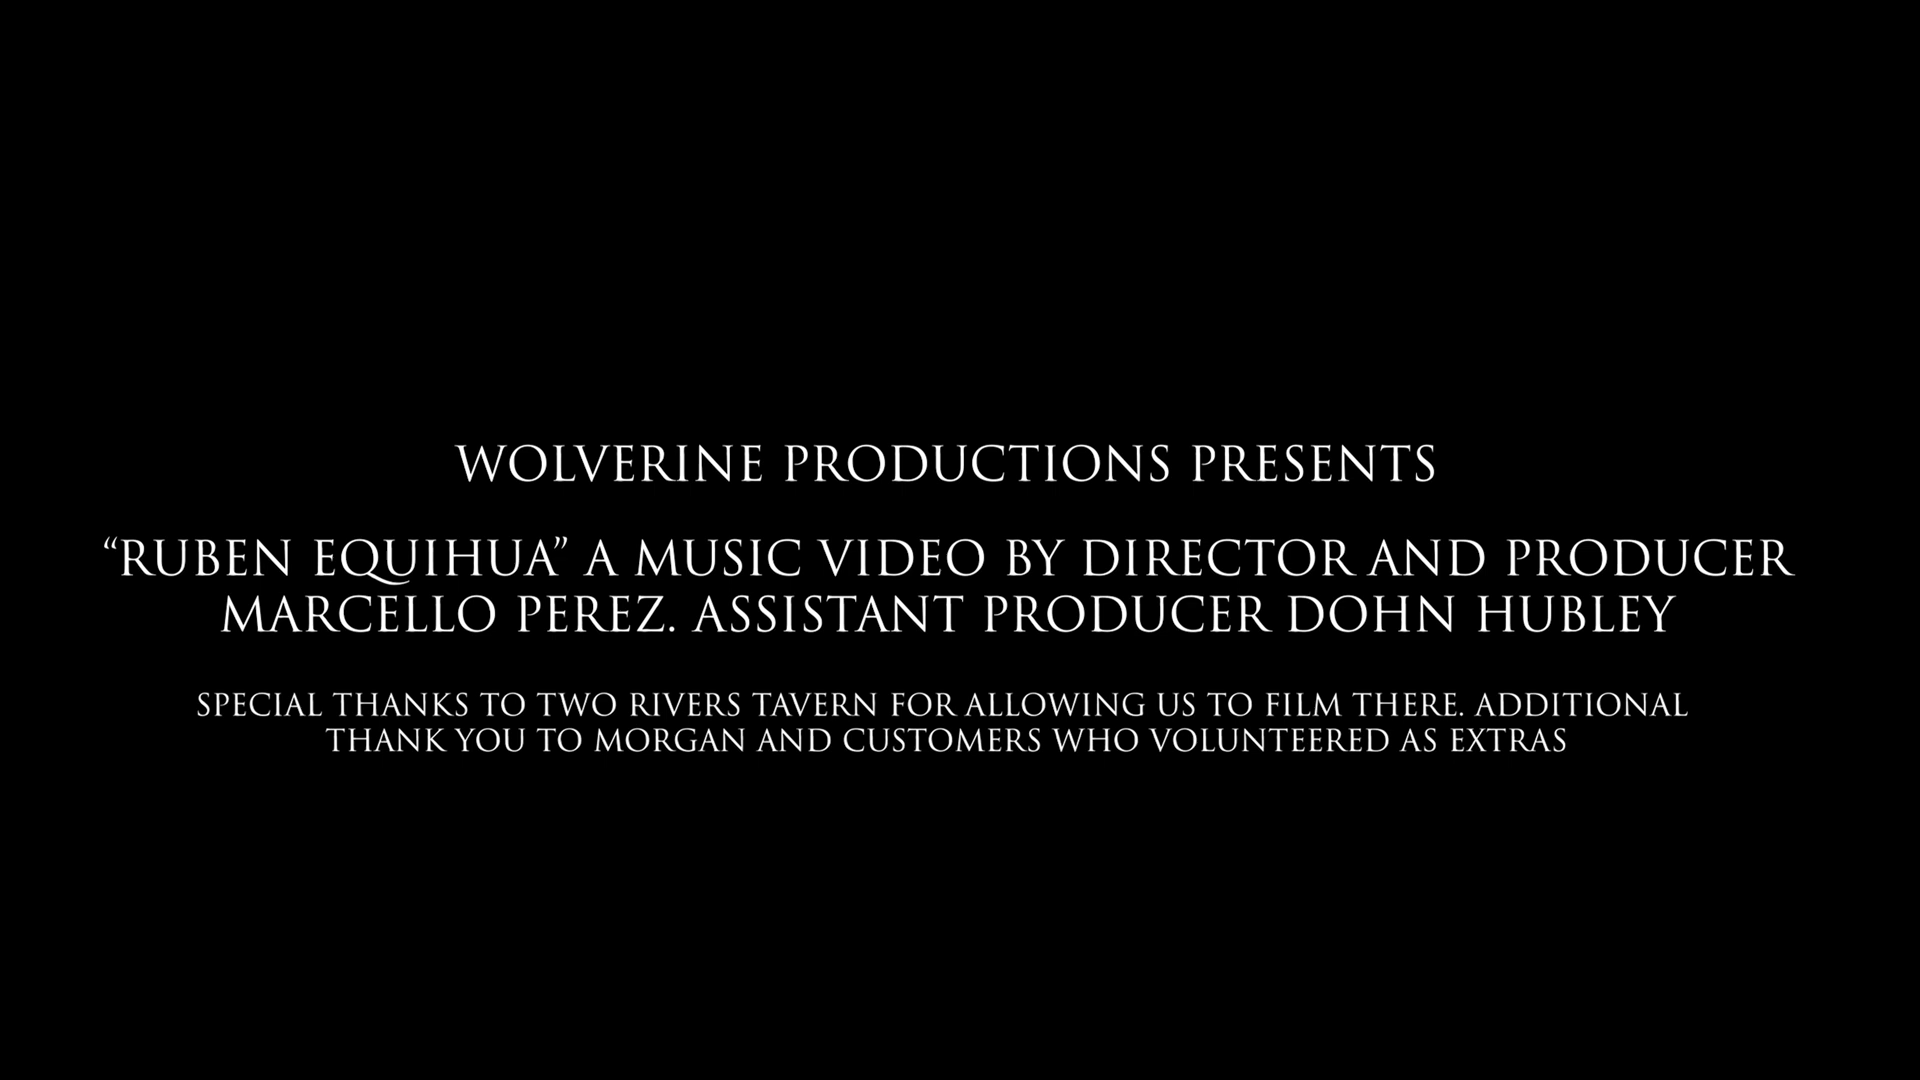 WOLVERINE PRODUCTIONS PRESENTS
“RUBEN EQUIHUA” A MUSIC VIDEO BY DIRECTOR AND PRODUCER
MARCELLO PEREZ. ASSISTANT PRODUCER DOHN HUBLEY
SPECIAL THANKS TO TWO RIVERS TAVERN FOR ALLOWING US TO FILM THERE. ADDITIONAL
THANK YOU TO MORGAN AND CUSTOMERS WHO VOLUNTEERED AS EXTRAS